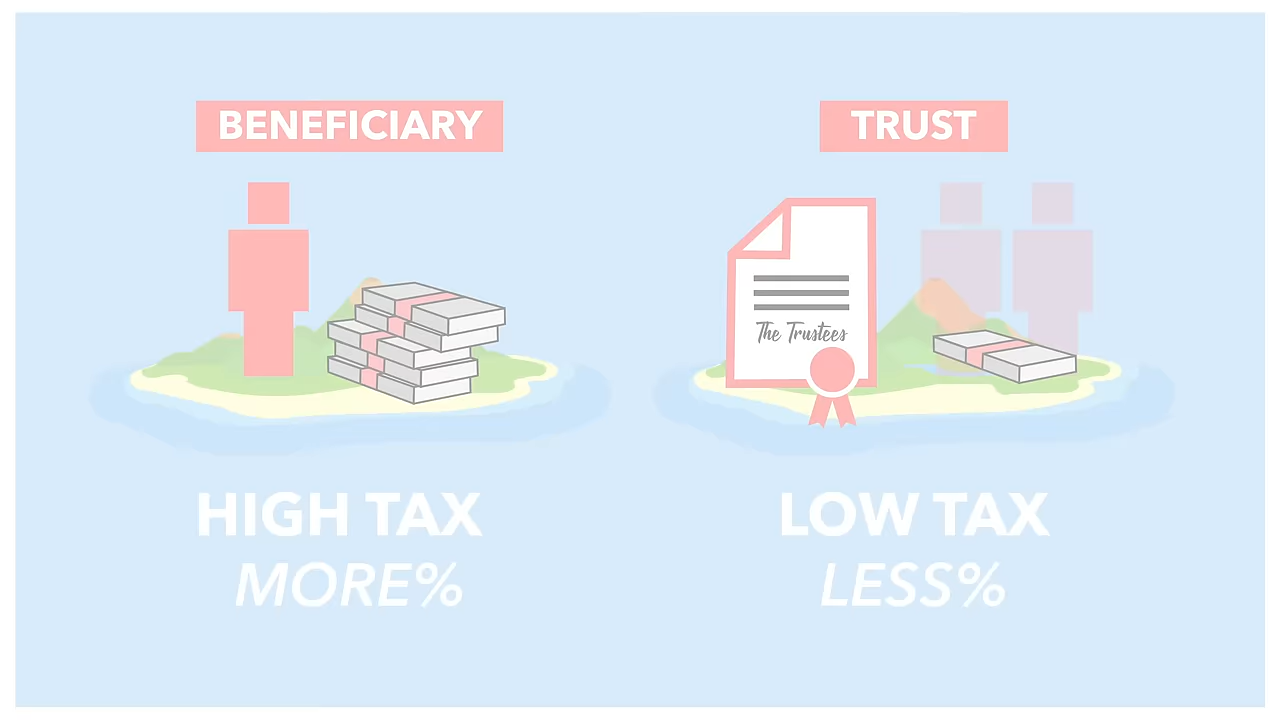 BENEFICIARY
HIGH TAX
MORE%
TRUST
The Trustees
LOW TAX
LESS%